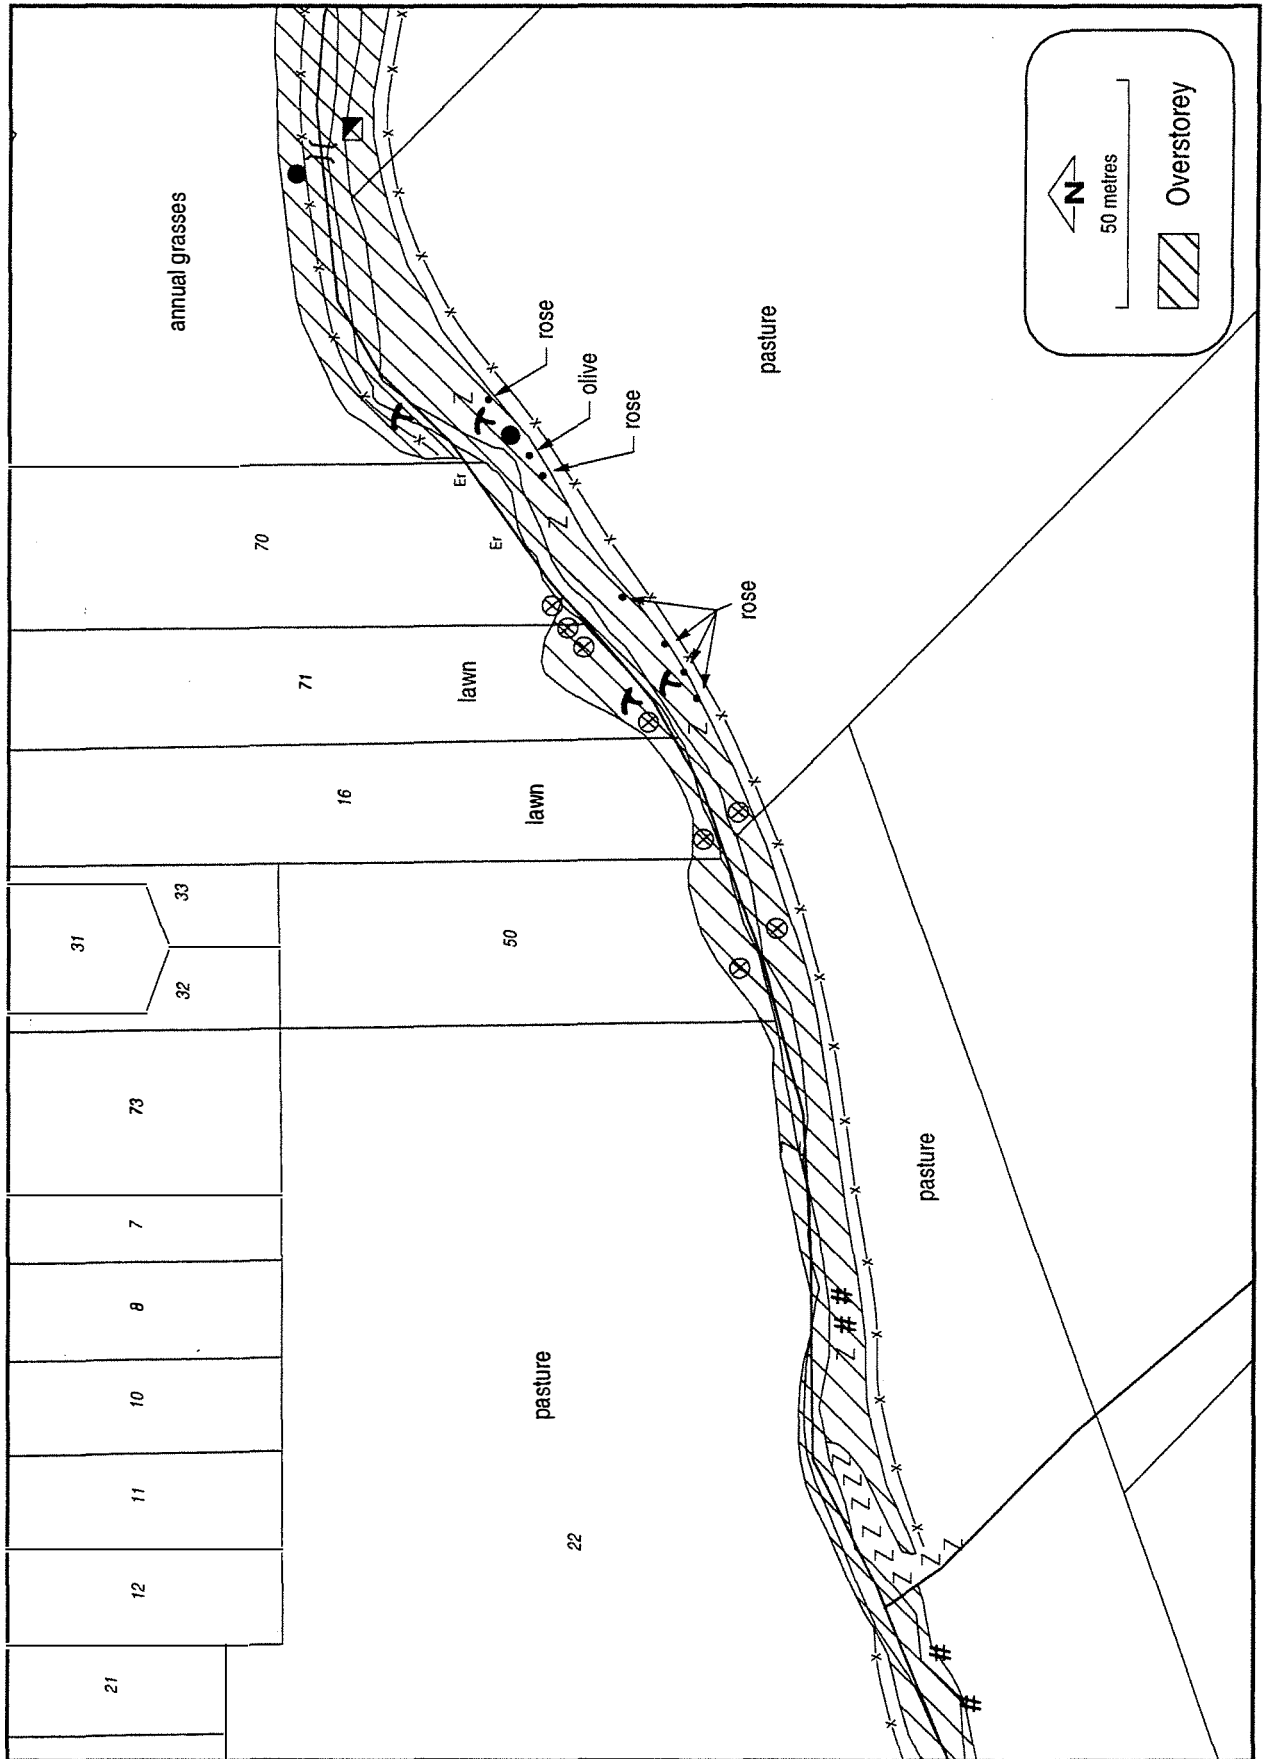 annual grasses
rose
olive
rose
pasture
N
50 metres
Overstorey
Er
Er
70
71
lawn
16
lawn
rose
31
33
32
50
73
7
8
10
11
12
21
pasture
22
pasture
Z
Z
Z
Z
Z
Z
Z
Z
Z
Z
Z
Z
#
#
#
#